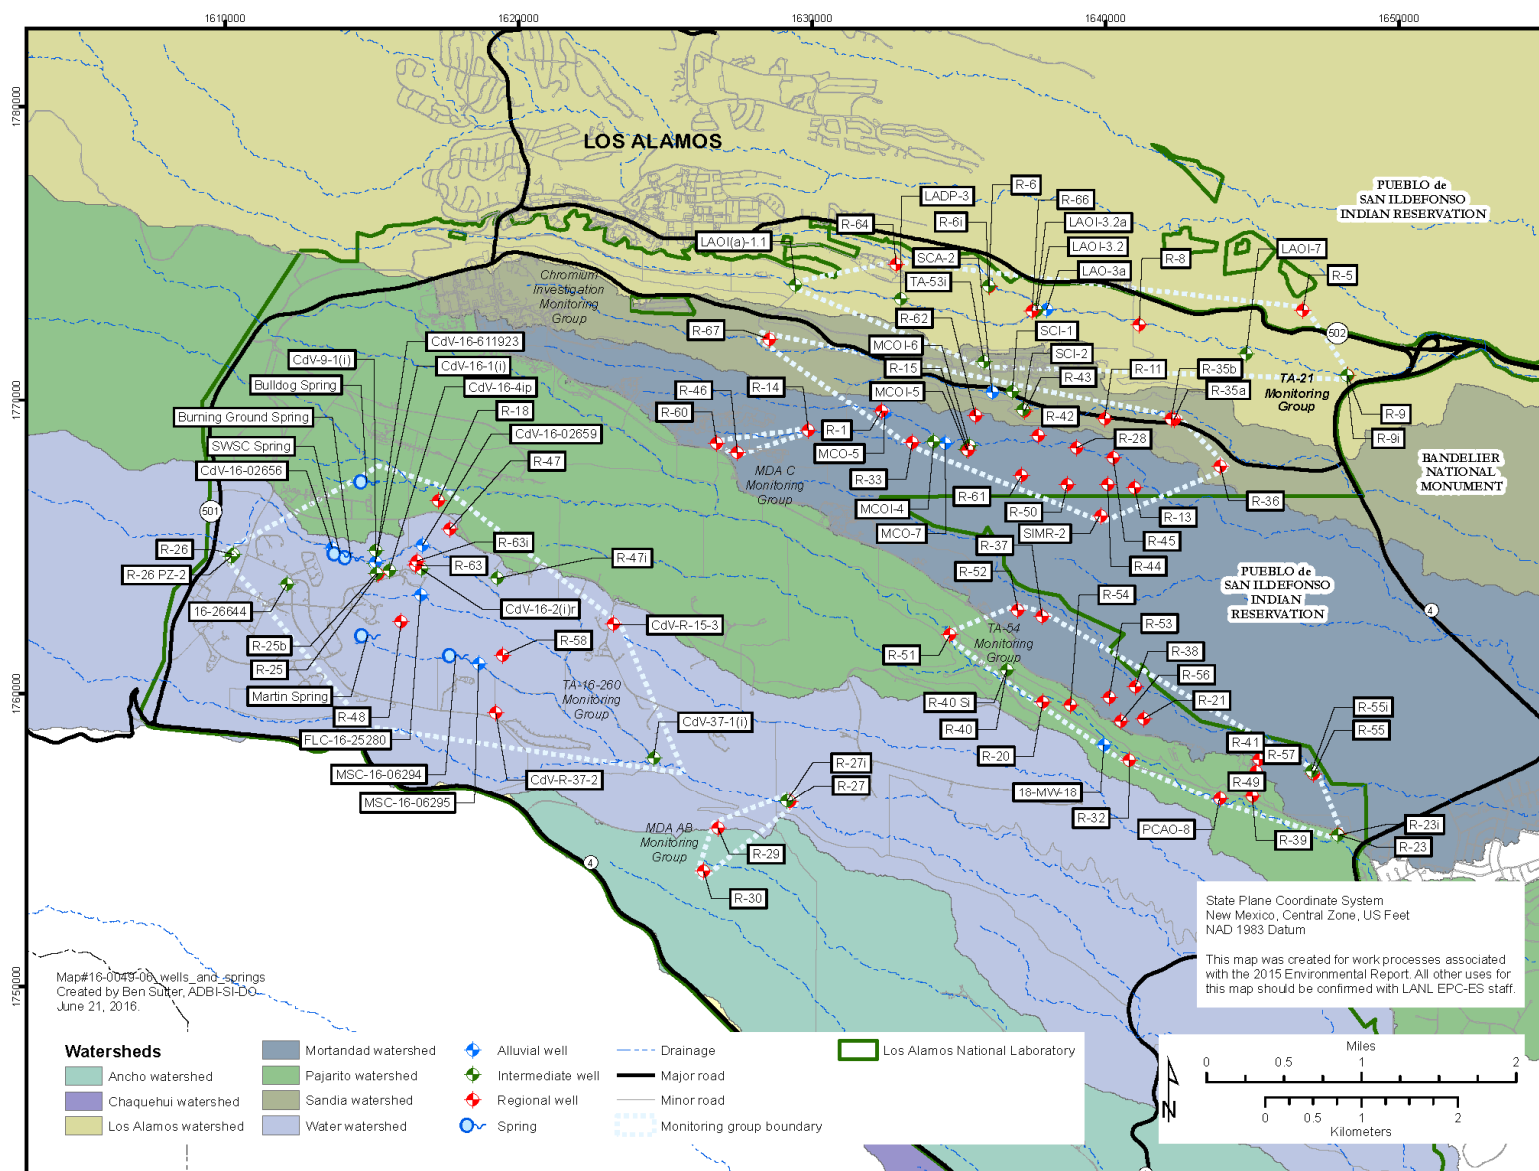 1610000
1620000
1630000
1640000
1650000
1780000
1770000
1760000
1750000
LOS ALAMOS
PUEBLO de
SAN ILDEFONSO
INDIAN RESERVATION
R-6
LADP-3
R-66
R-6i
LAOI-3.2a
R-64
LAOI(a)-1.1
LAOI-3.2
LAOI-7
SCA-2
R-8
LAO-3a
TA-53i
R-5
Chromium
Investigation
Monitoring
Group
R-62
R-67
SCI-1
502
MCOI-6
SCI-2
CdV-16-611923
CdV-9-1(i)
CdV-16-1(i)
R-15
R-43
R-11
R-35b
TA-21
Monitoring
Group
Bulldog Spring
CdV-16-4ip
R-46
R-14
MCOI-5
R-35a
Burning Ground Spring
R-18
R-60
R-1
R-42
R-9
SWSC Spring
CdV-16-02659
MCO-5
R-28
R-9i
CdV-16-02656
R-47
MDA C
Monitoring
Group
R-33
BANDELIER
NATIONAL
MONUMENT
R-61
R-36
501
MCOI-4
R-50
R-13
MCO-7
SIMR-2
R-26
R-63i
R-37
R-45
R-26 PZ-2
R-63
R-47i
R-52
R-44
PUEBLO de
SAN ILDEFONSO
INDIAN
RESERVATION
R-54
16-26644
CdV-16-2(i)r
4
CdV-R-15-3
R-53
TA-54
Monitoring
Group
R-25b
R-58
R-51
R-38
R-25
R-56
Martin Spring
TA-16-260
Monitoring
Group
R-40 Si
R-21
R-48
CdV-37-1(i)
R-40
R-55i
FLC-16-25280
R-20
R-41
R-55
R-57
MSC-16-06294
R-27i
CdV-R-37-2
R-27
R-49
18-MW-18
MSC-16-06295
R-32
PCAO-8
R-39
R-23i
MDA AB
Monitoring
Group
R-23
R-29
4
R-30
State Plane Coordinate System
New Mexico, Central Zone, US Feet
NAD 1983 Datum
This map was created for work processes associated
with the 2015 Environmental Report. All other uses for
this map should be confirmed with LANL EPC-ES staff.
Map#16-0049-06_wells_and_springs
Created by Ben Sutter, ADBI-SI-DO
June 21, 2016.
Watersheds
Ancho watershed
Chaquehui watershed
Los Alamos watershed
Mortandad watershed
Pajarito watershed
Sandia watershed
Water watershed
Alluvial well
Intermediate well
Regional well
Spring
Drainage
Major road
Minor road
Monitoring group boundary
Los Alamos National Laboratory
Miles
0 0.5 1 2
0 0.5 1 2
Kilometers
N